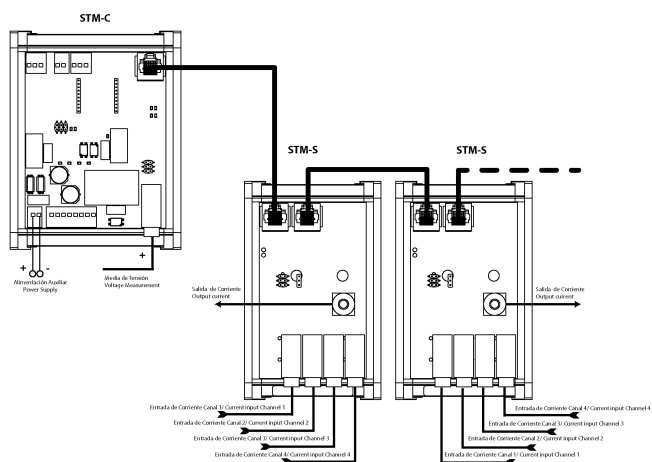 STM-C
STM-S
STM-S
+ -
Alimentación Auxiliar
Power Supply
+
Media de Tensión
Voltage Measurement
Salida de Corriente
Output current
Salida de Corriente
Output current
Entrada de Corriente Canal 1/ Current input Channel 1
Entrada de Corriente Canal 2/ Current input Channel 2
Entrada de Corriente Canal 3/ Current input Channel 3
Entrada de Corriente Canal 4/ Current input Channel 4
Entrada de Corriente Canal 4/ Current input Channel 4
Entrada de Corriente Canal 3/ Current input Channel 3
Entrada de Corriente Canal 2/ Current input Channel 2
Entrada de Corriente Canal 1/ Current input Channel 1